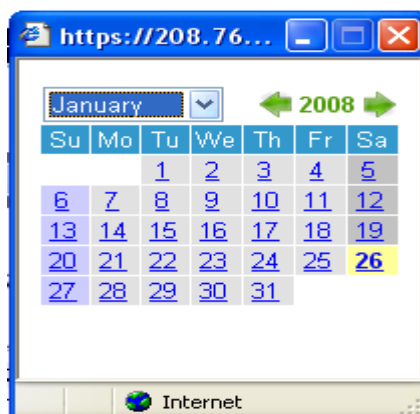 https://208.76...
January 2008
Su Mo Tu We Th Fr Sa
1 2 3 4 5
6 7 8 9 10 11 12
13 14 15 16 17 18 19
20 21 22 23 24 25 26
27 28 29 30 31
Internet